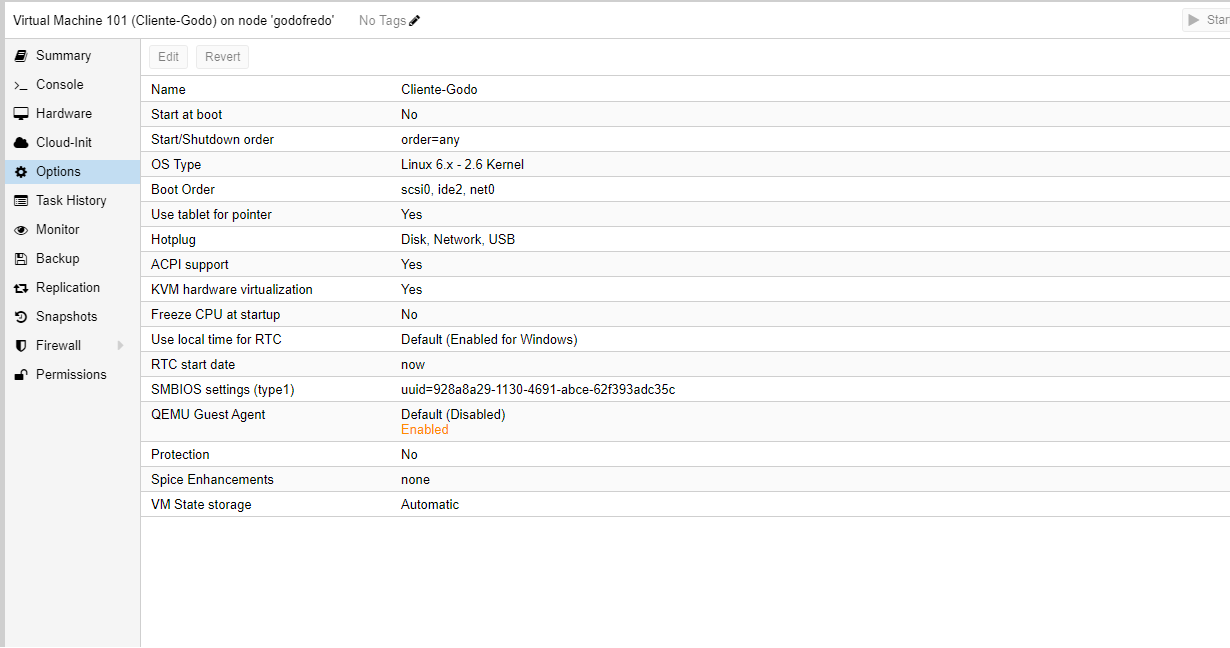 Virtual Machine 101 (Cliente-Godo) on node 'godofredo' No Tags
Summary
Console
Hardware
Cloud-Init
Options
Task History
Monitor
Backup
Replication
Snapshots
Firewall
Permissions
Edit Revert
Name Cliente-Godo
Start at boot No
Start/Shutdown order order=any
OS Type Linux 6.x - 2.6 Kernel
Boot Order scsi0, ide2, net0
Use tablet for pointer Yes
Hotplug Disk, Network, USB
ACPI support Yes
KVM hardware virtualization Yes
Freeze CPU at startup No
Use local time for RTC Default (Enabled for Windows)
RTC start date now
SMBIOS settings (type1) uuid=928a8a29-1130-4691-abce-62f393adc35c
QEMU Guest Agent Default (Disabled)
Enabled
Protection No
Spice Enhancements none
VM State storage Automatic